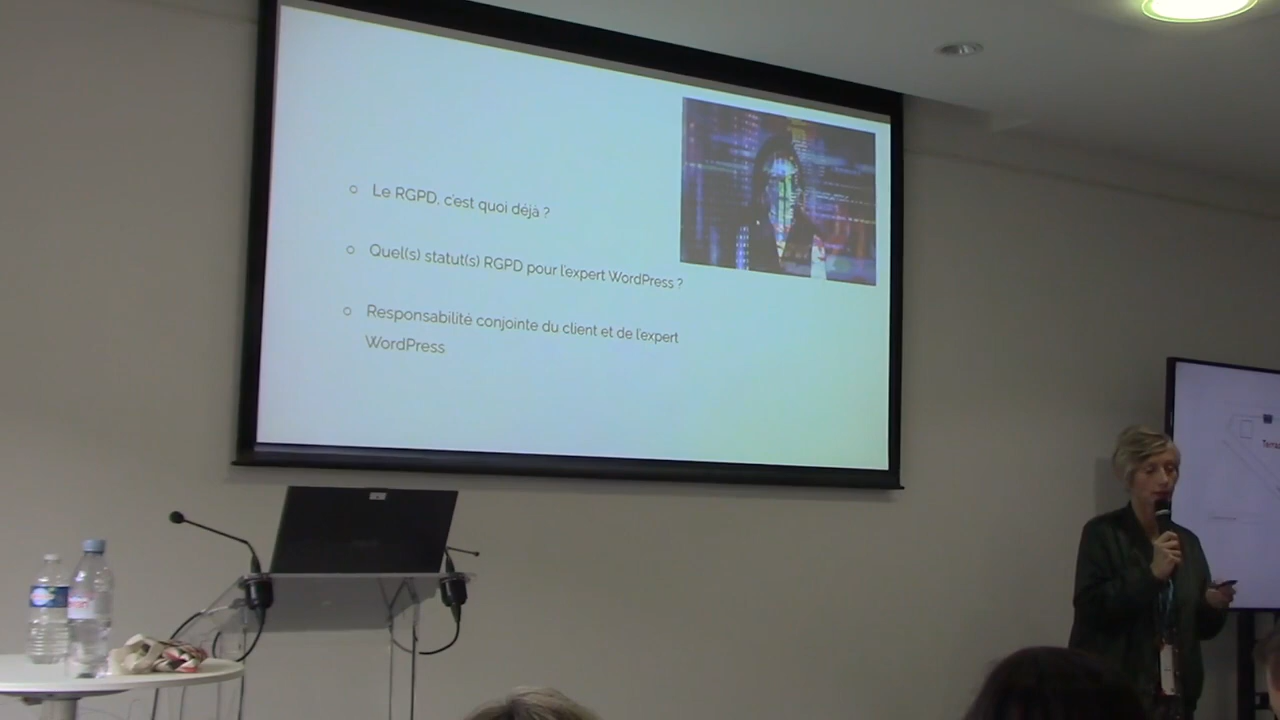 Le RGPD, c'est quoi déjà ?
Quel(s) statut(s) RGPD pour l'expert WordPress ?
Responsabilité conjointe du client et de l'expert
WordPress